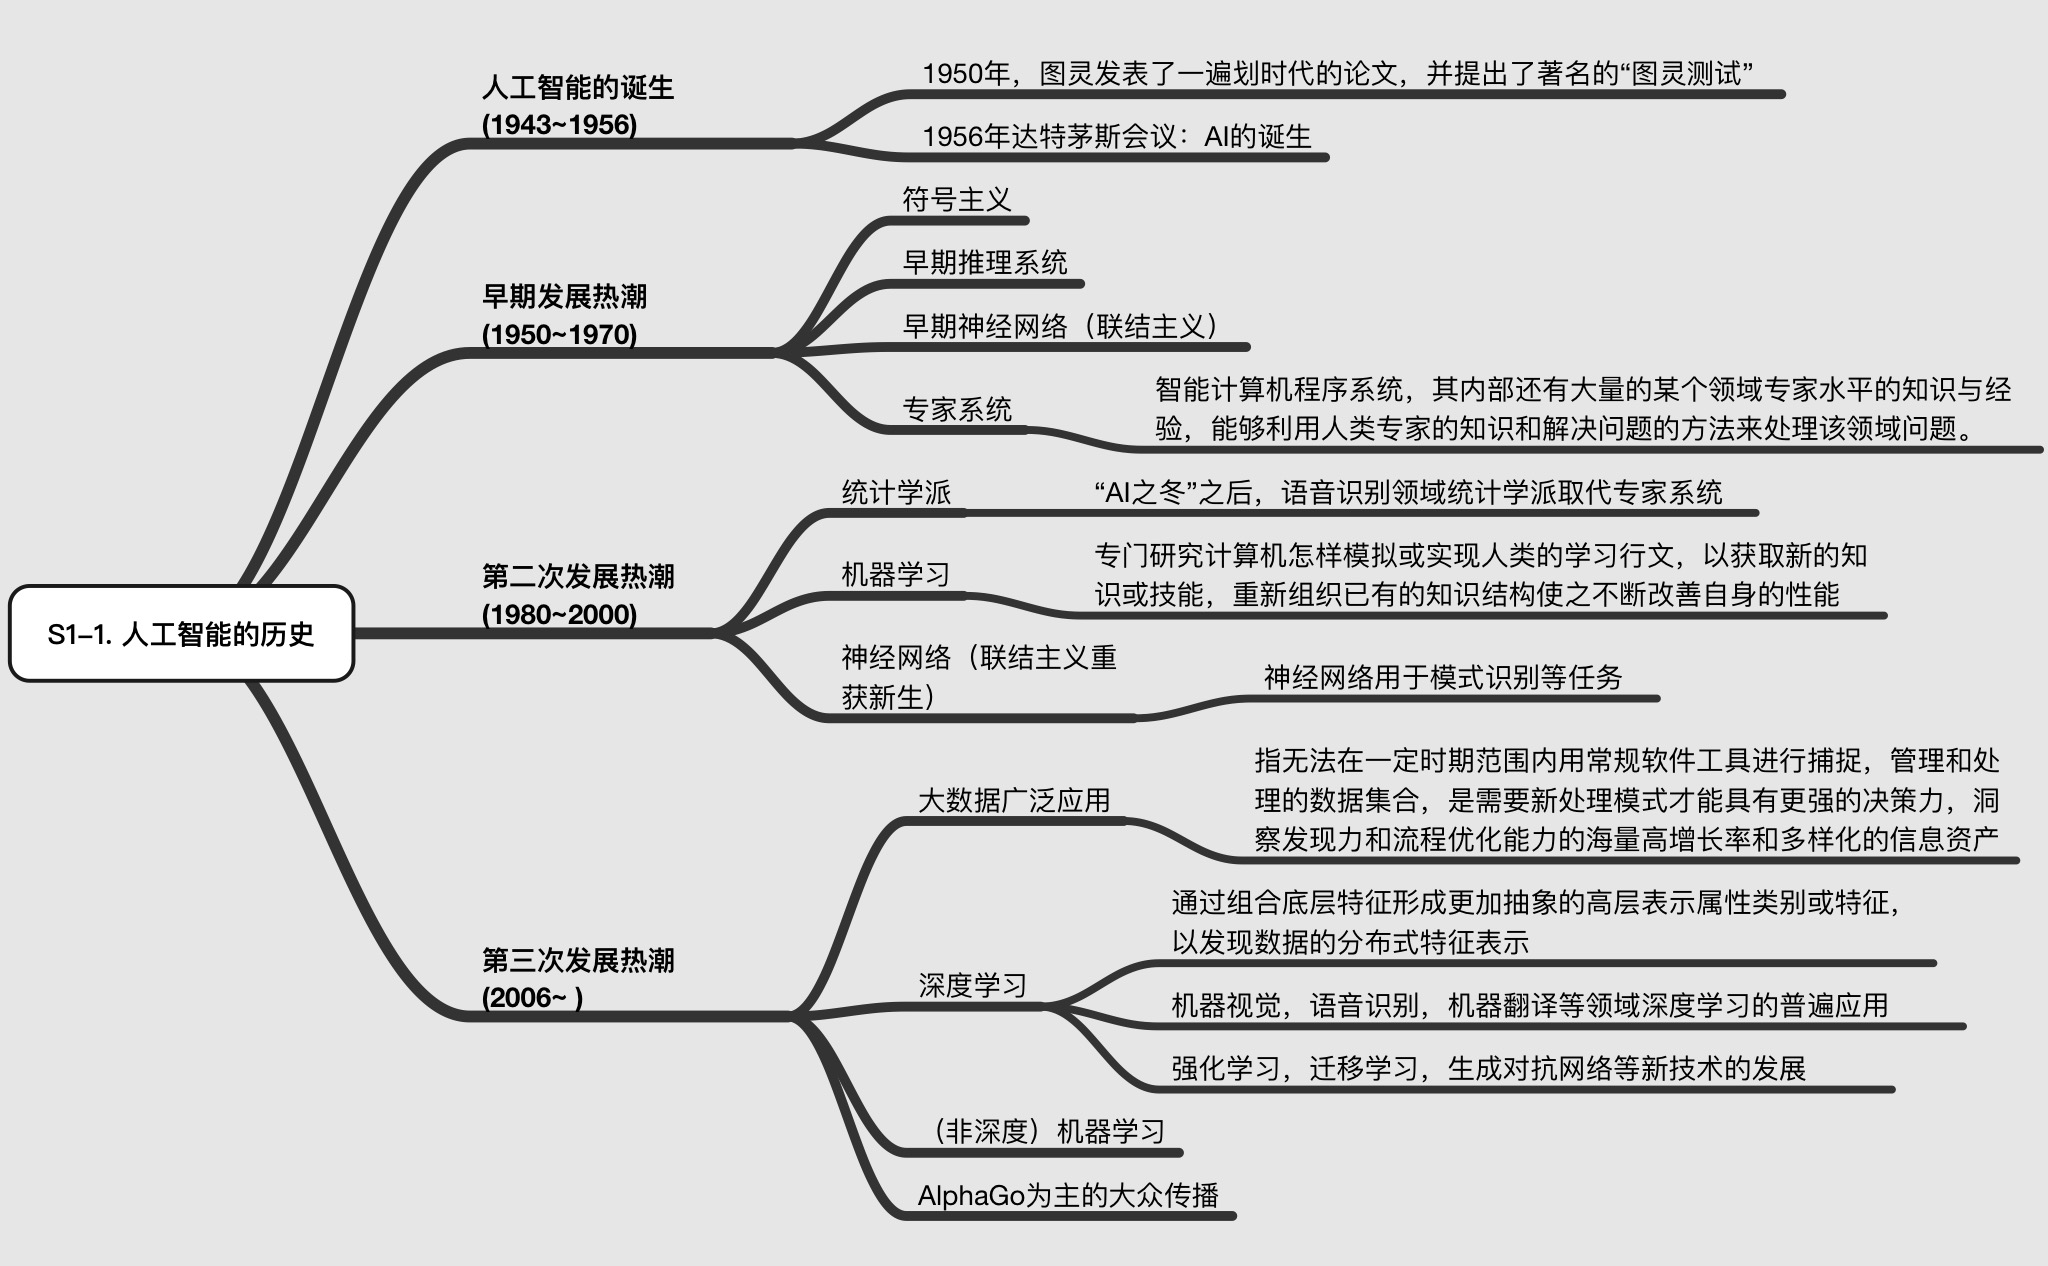 S1-1. 人工智能的历史
人工智能的诞生
(1943~1956)
1950年，图灵发表了一遍划时代的论文，并提出了著名的“图灵测试”
1956年达特茅斯会议：AI的诞生
早期发展热潮
(1950~1970)
符号主义
早期推理系统
早期神经网络（联结主义）
专家系统
智能计算机程序系统，其内部还有大量的某个领域专家水平的知识与经
验，能够利用人类专家的知识和解决问题的方法来处理该领域问题。
第二次发展热潮
(1980~2000)
统计学派
“AI之冬”之后，语音识别领域统计学派取代专家系统
机器学习
专门研究计算机怎样模拟或实现人类的学习行文，以获取新的知
识或技能，重新组织已有的知识结构使之不断改善自身的性能
神经网络（联结主义重
获新生）
神经网络用于模式识别等任务
第三次发展热潮
(2006~ )
大数据广泛应用
指无法在一定时期范围内用常规软件工具进行捕捉，管理和处
理的数据集合，是需要新处理模式才能具有更强的决策力，洞
察发现力和流程优化能力的海量高增长率和多样化的信息资产
深度学习
通过组合底层特征形成更加抽象的高层表示属性类别或特征，
以发现数据的分布式特征表示
机器视觉，语音识别，机器翻译等领域深度学习的普遍应用
强化学习，迁移学习，生成对抗网络等新技术的发展
（非深度）机器学习
AlphaGo为主的大众传播